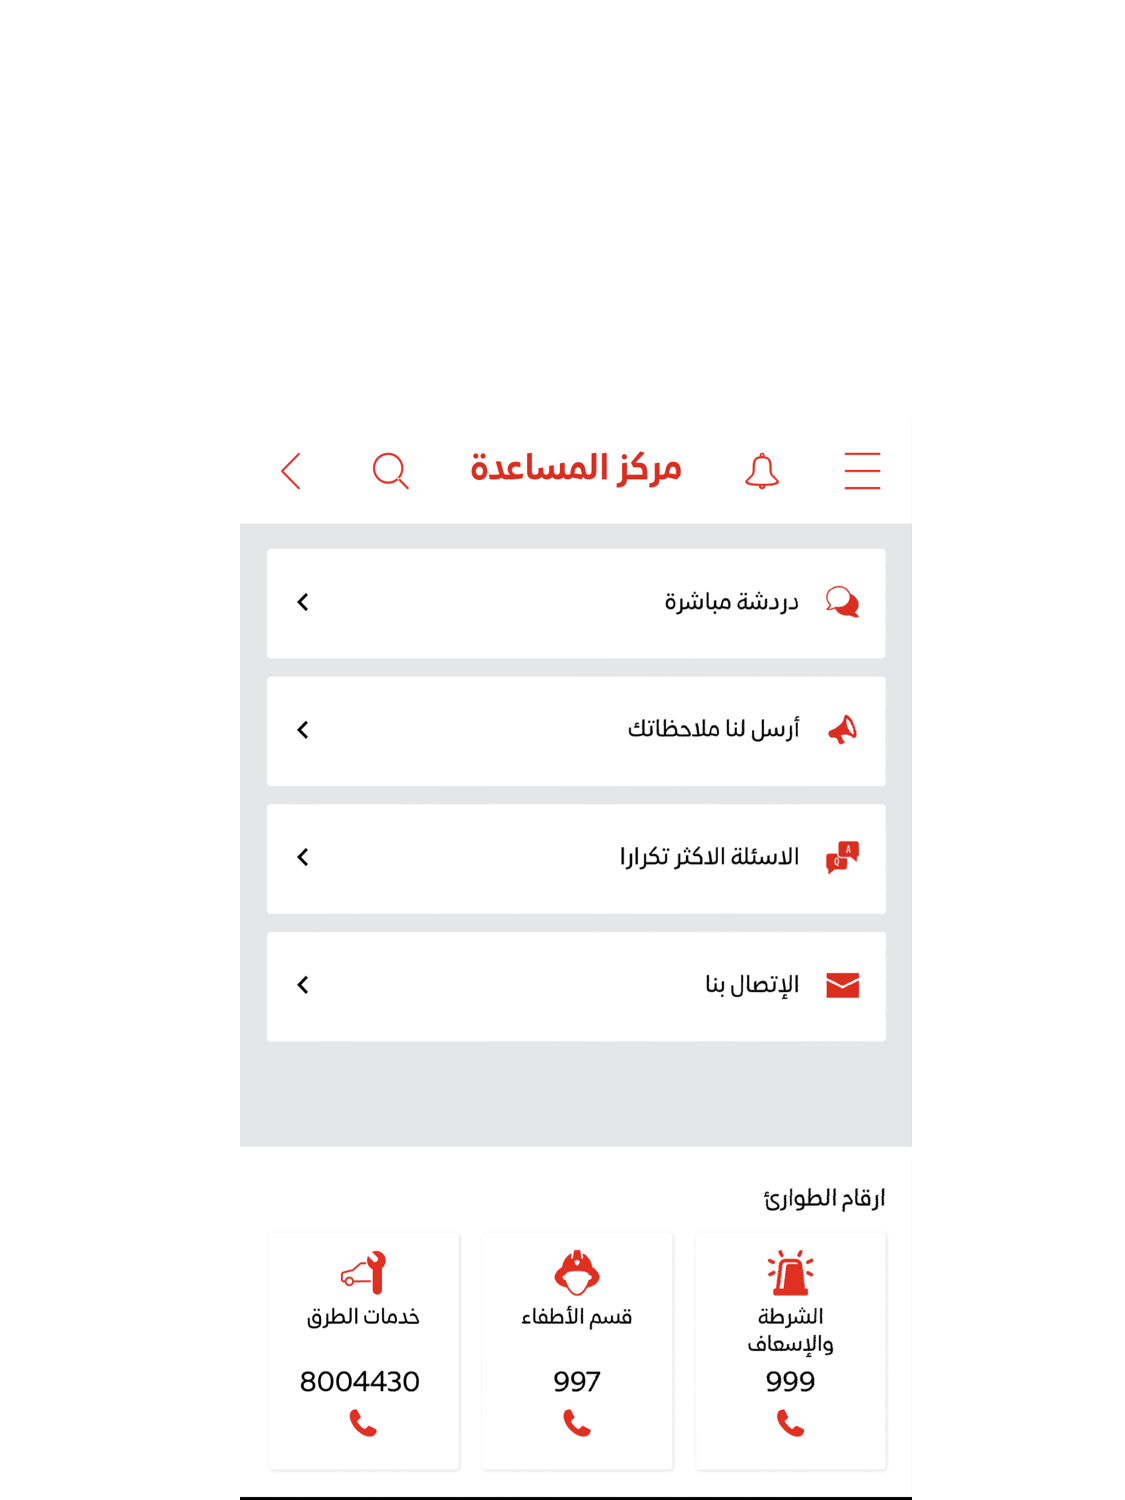 مركز المساعدة
دردشة مباشرة
أرسل لنا ملاحظاتك
A
Q
الاسئلة الاكثر تكرارا
الإتصال بنا
ارقام الطوارئ
الشرطة
والإسعاف
999
قسم الأطفاء
997
خدمات الطرق
8004430